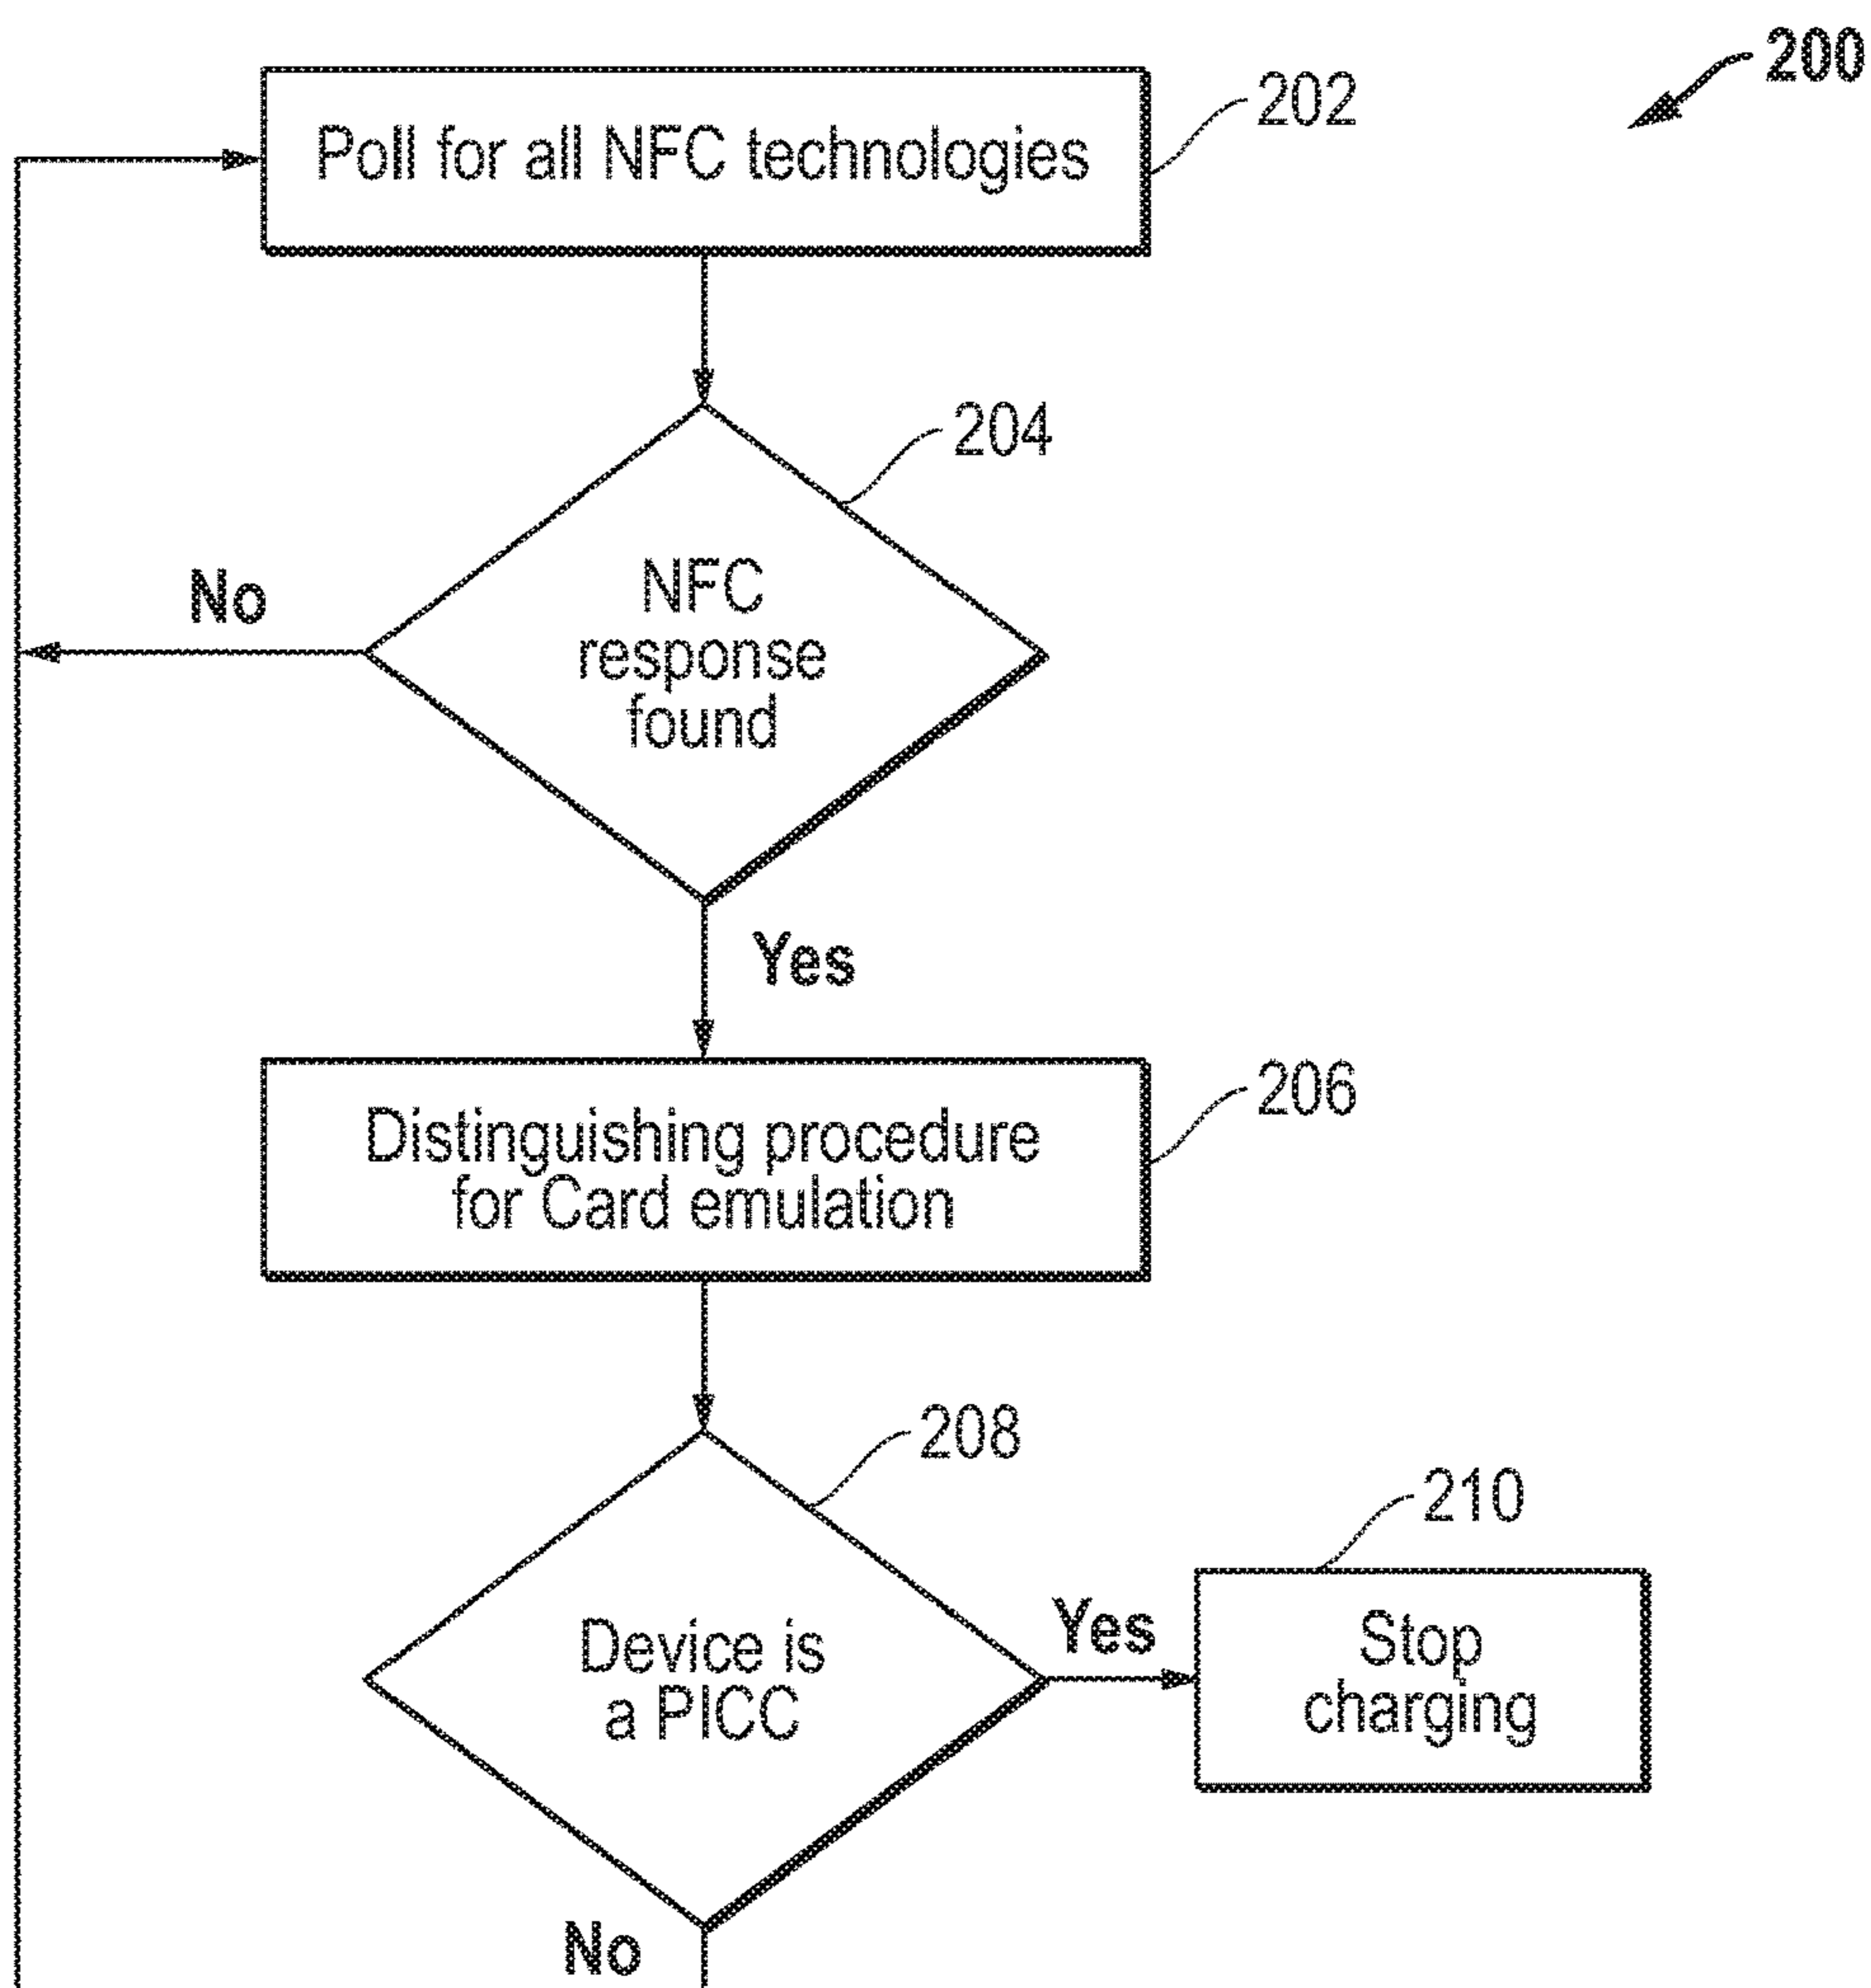 200
Poll for all NFC technologies
202
204
NFC
response
found
No
Yes
Distinguishing procedure
for Card emulation
206
208
Device is
a PICC
Yes
210
Stop
charging
No